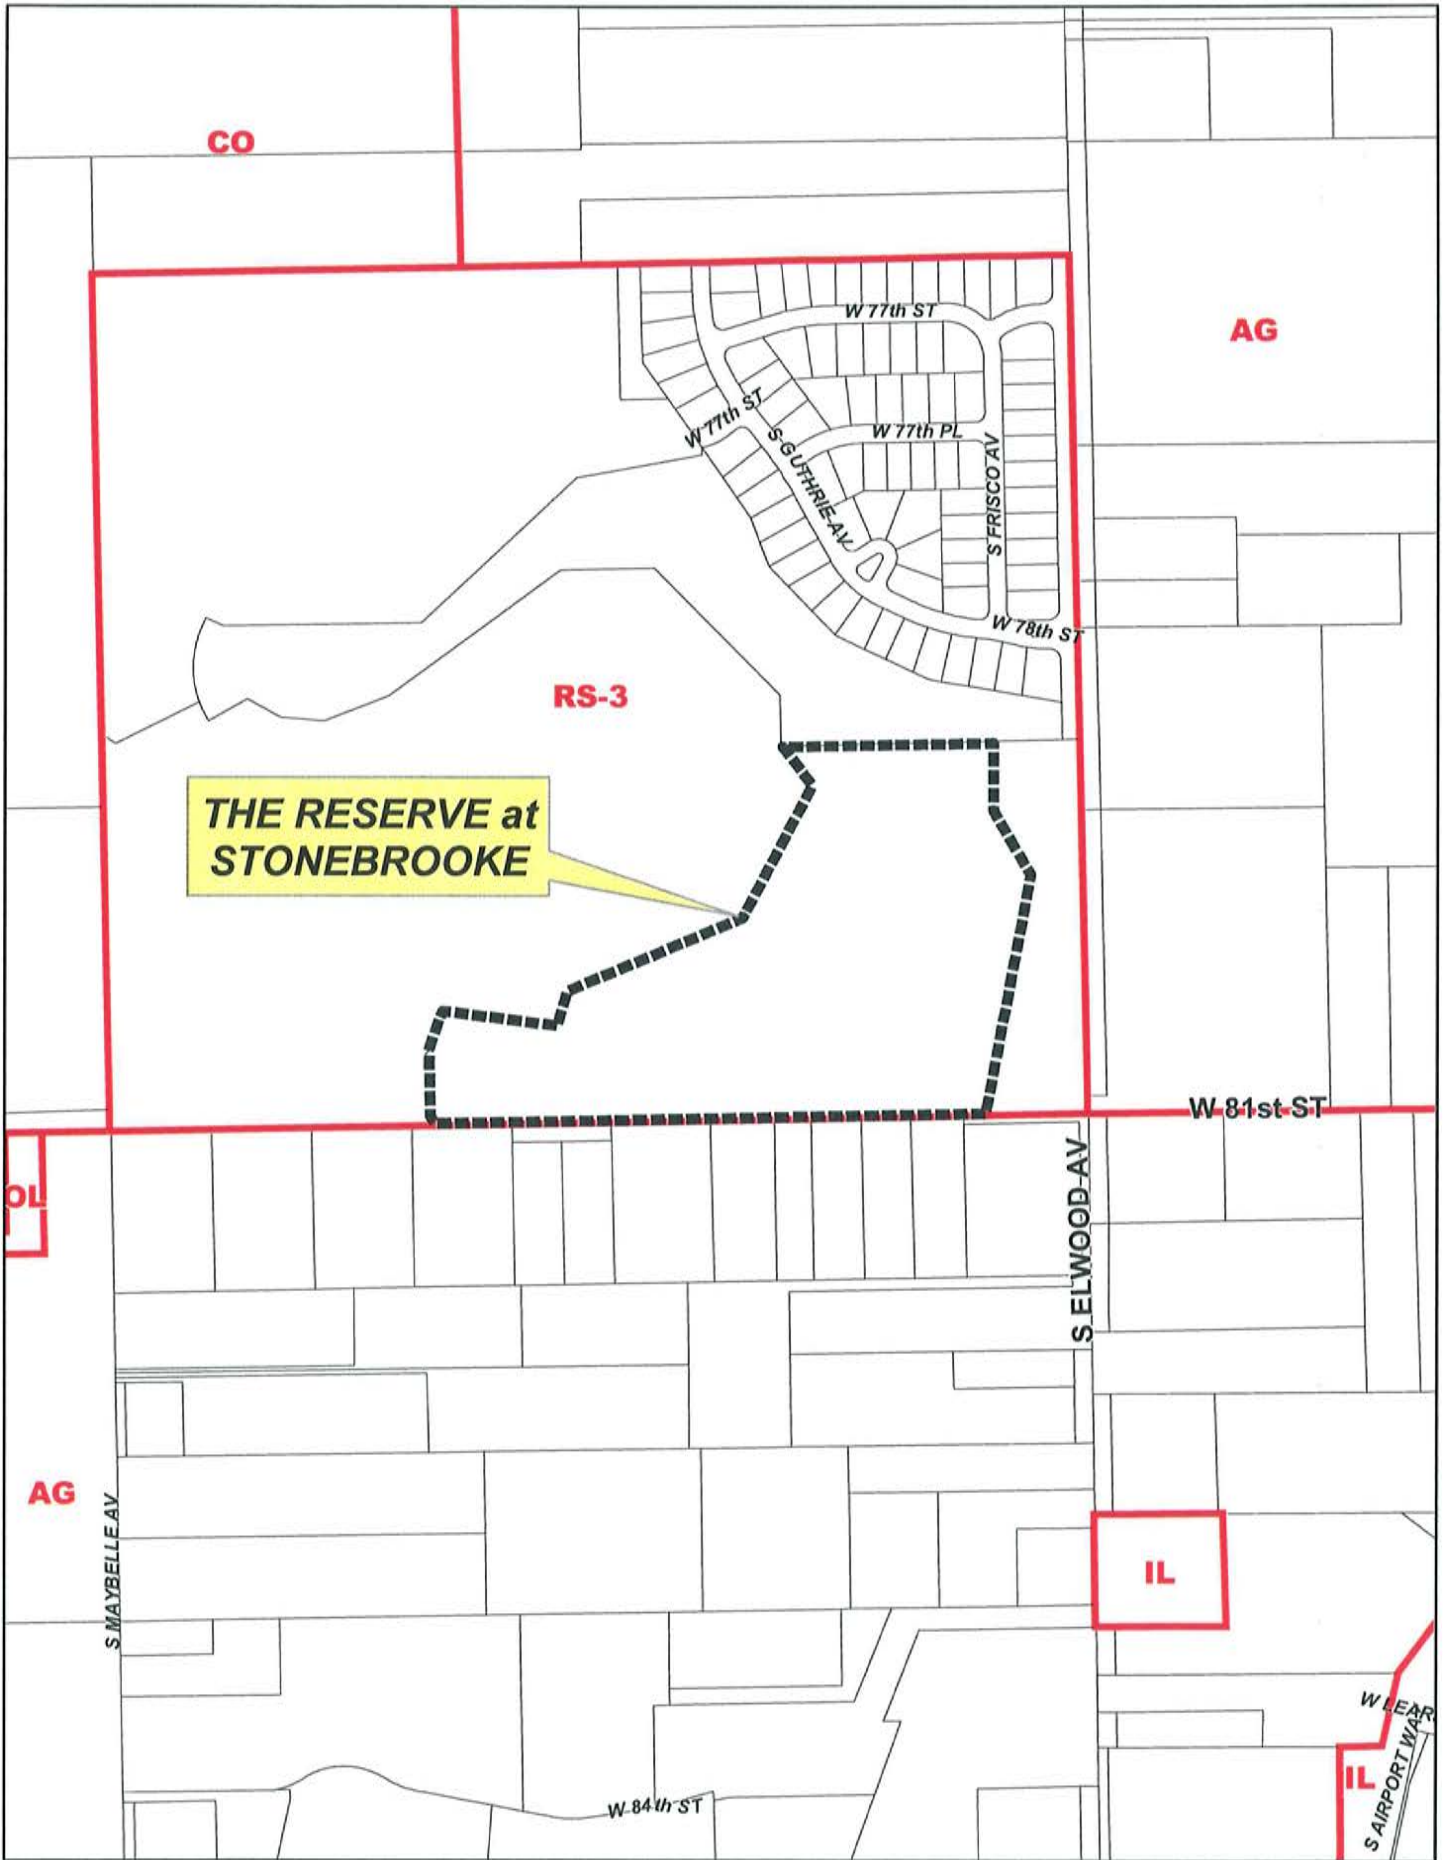 CO
W 77th ST
AG
W 77th ST
W 77th PL
S GUTHRIE AV
S FRISCO AV
W 78th ST
RS-3
THE RESERVE at
STONEBROOKE
W 81st ST
OL
S ELWOOD AV
AG
S MAYBELLE AV
IL
W LEAR
IL
S AIRPORT WA
W 84th ST